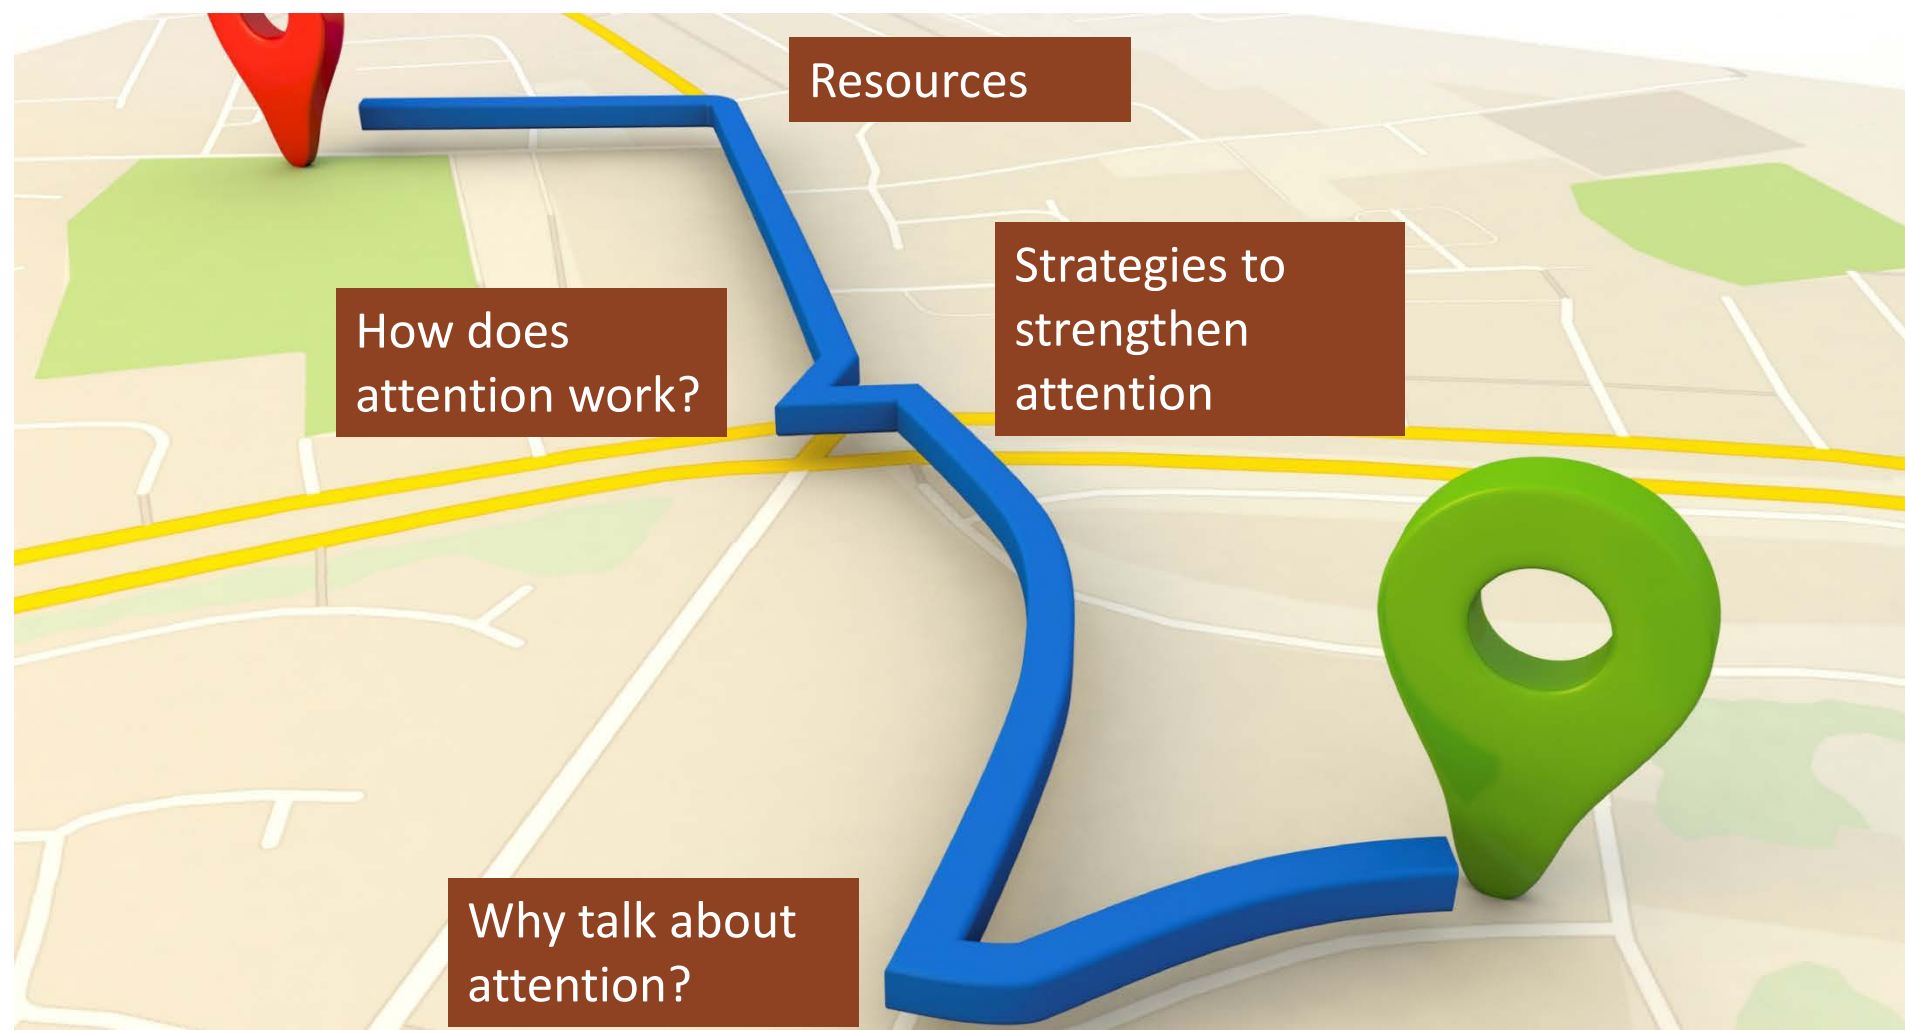 Resources
Strategies to
strengthen
attention
How does
attention work?
Why talk about
attention?